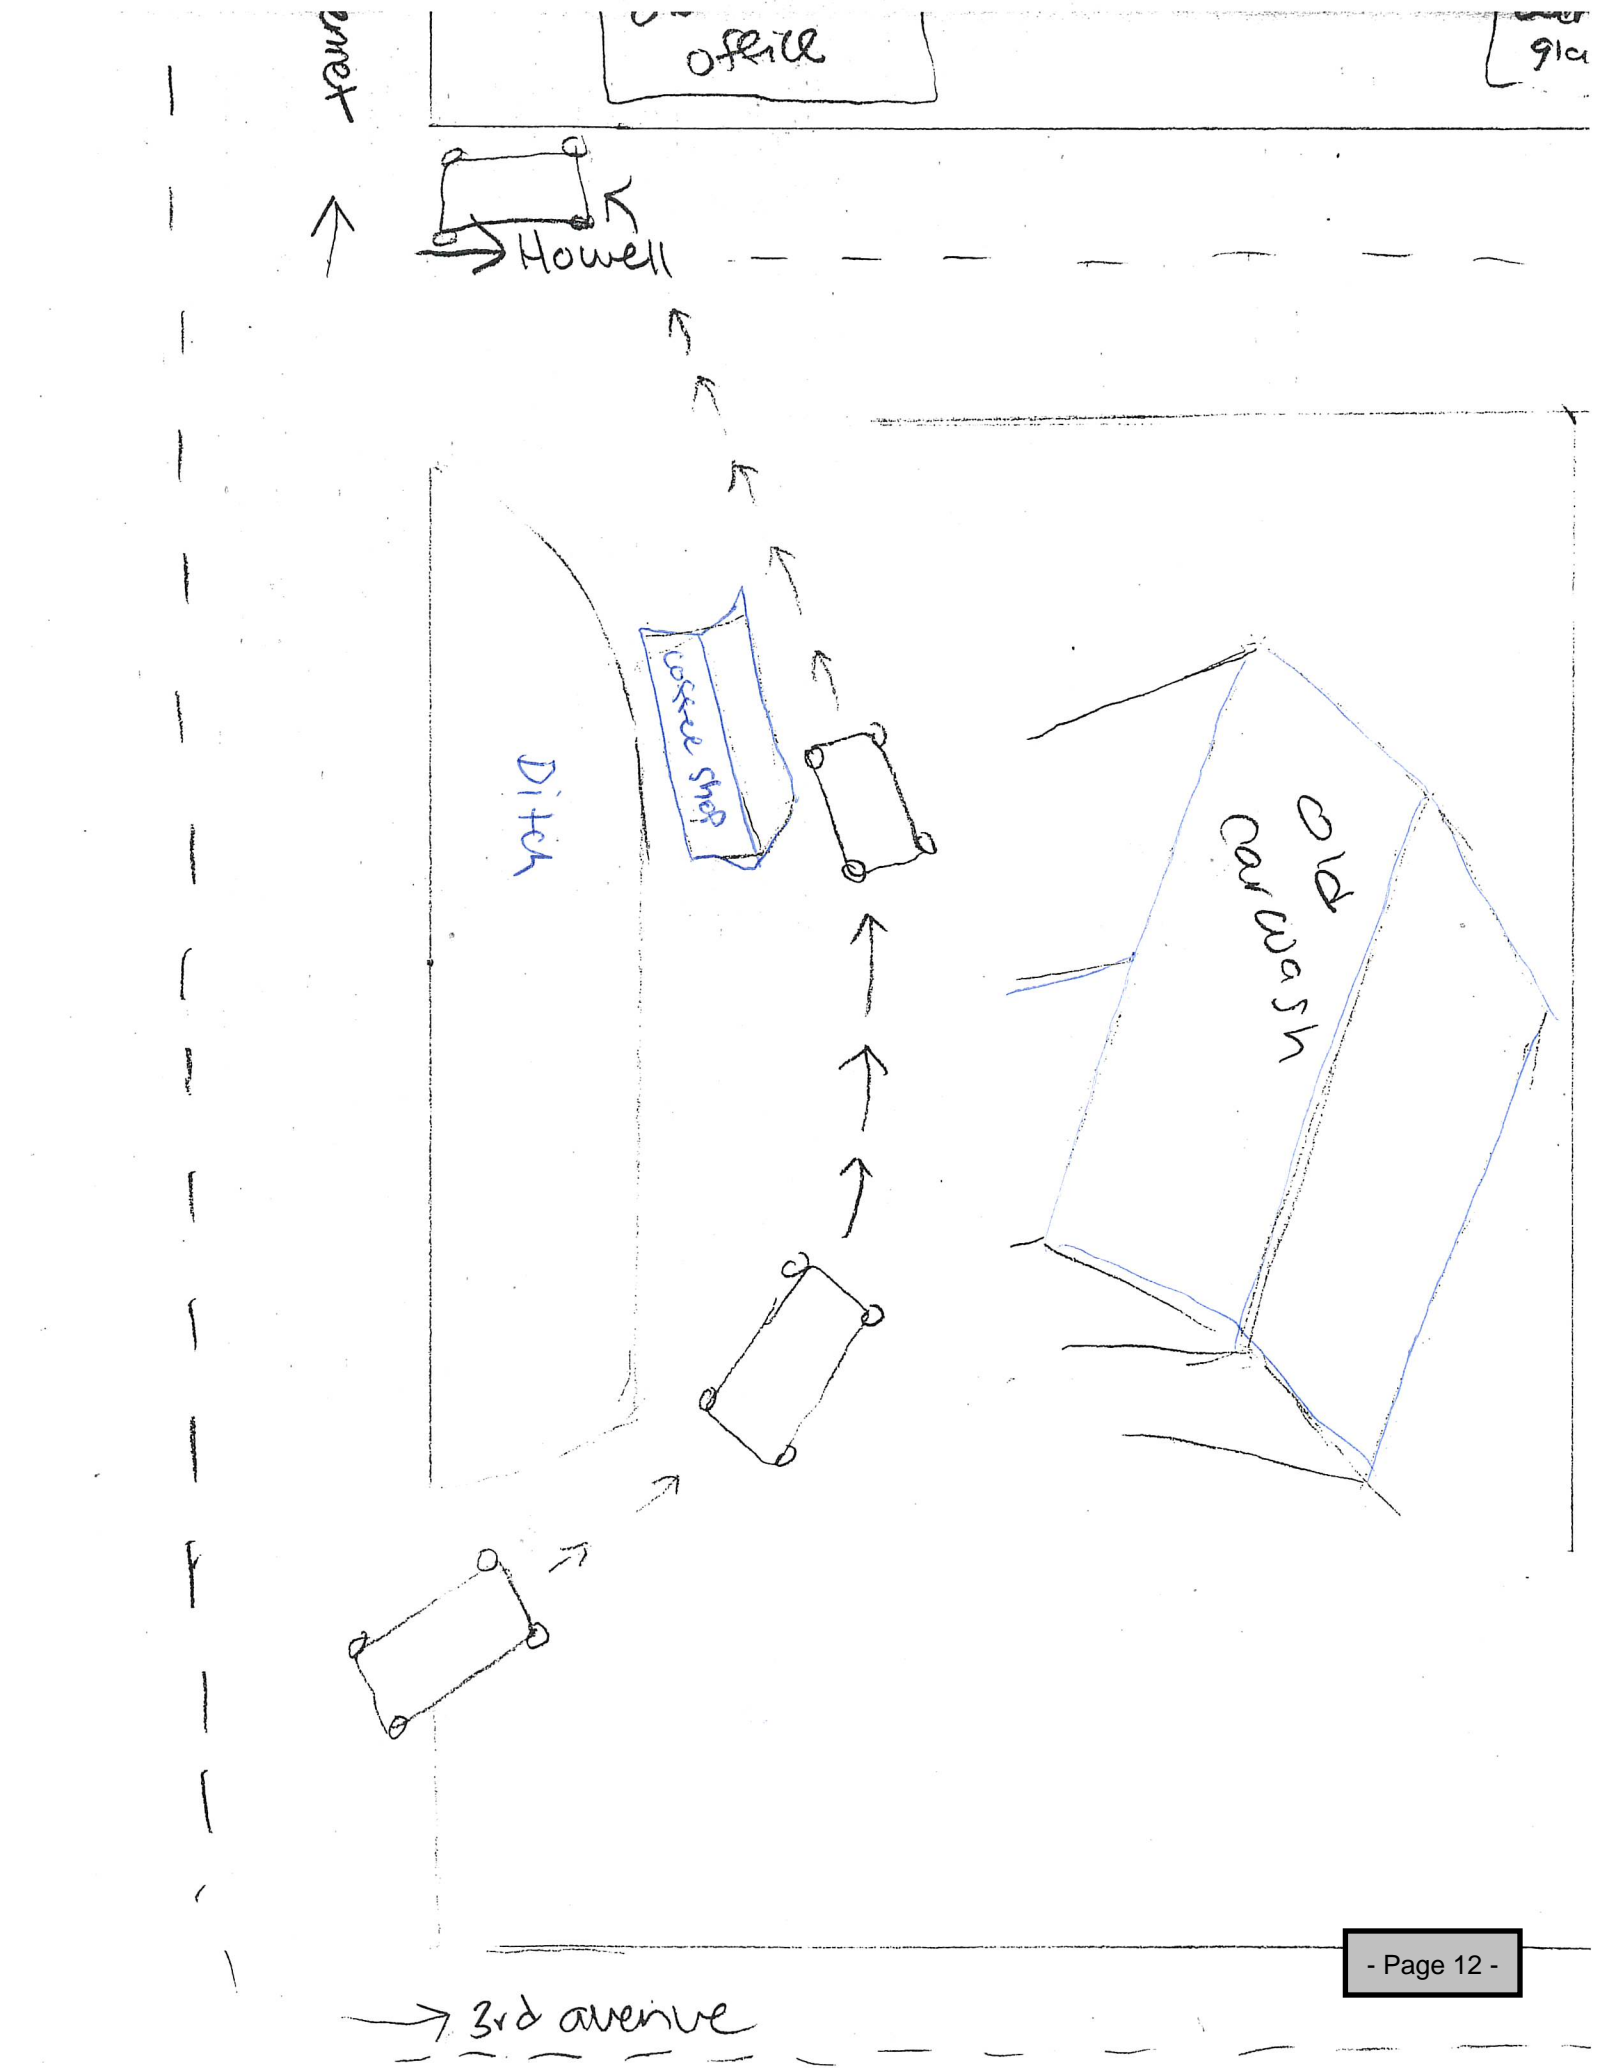 office
Howell
coffee shop
Ditch
old
carwash
- Page 12 -
3rd avenue